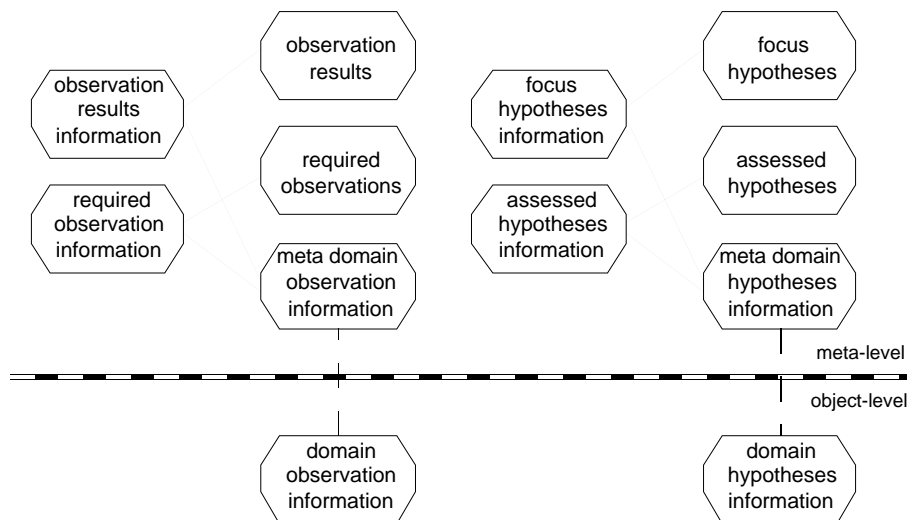 observation
results
observation
results
information
required
observations
required
observation
information
meta domain
observation
information
focus
hypotheses
focus
hypotheses
information
assessed
hypotheses
assessed
hypotheses
information
meta domain
hypotheses
information
meta-level
object-level
domain
observation
information
domain
hypotheses
information